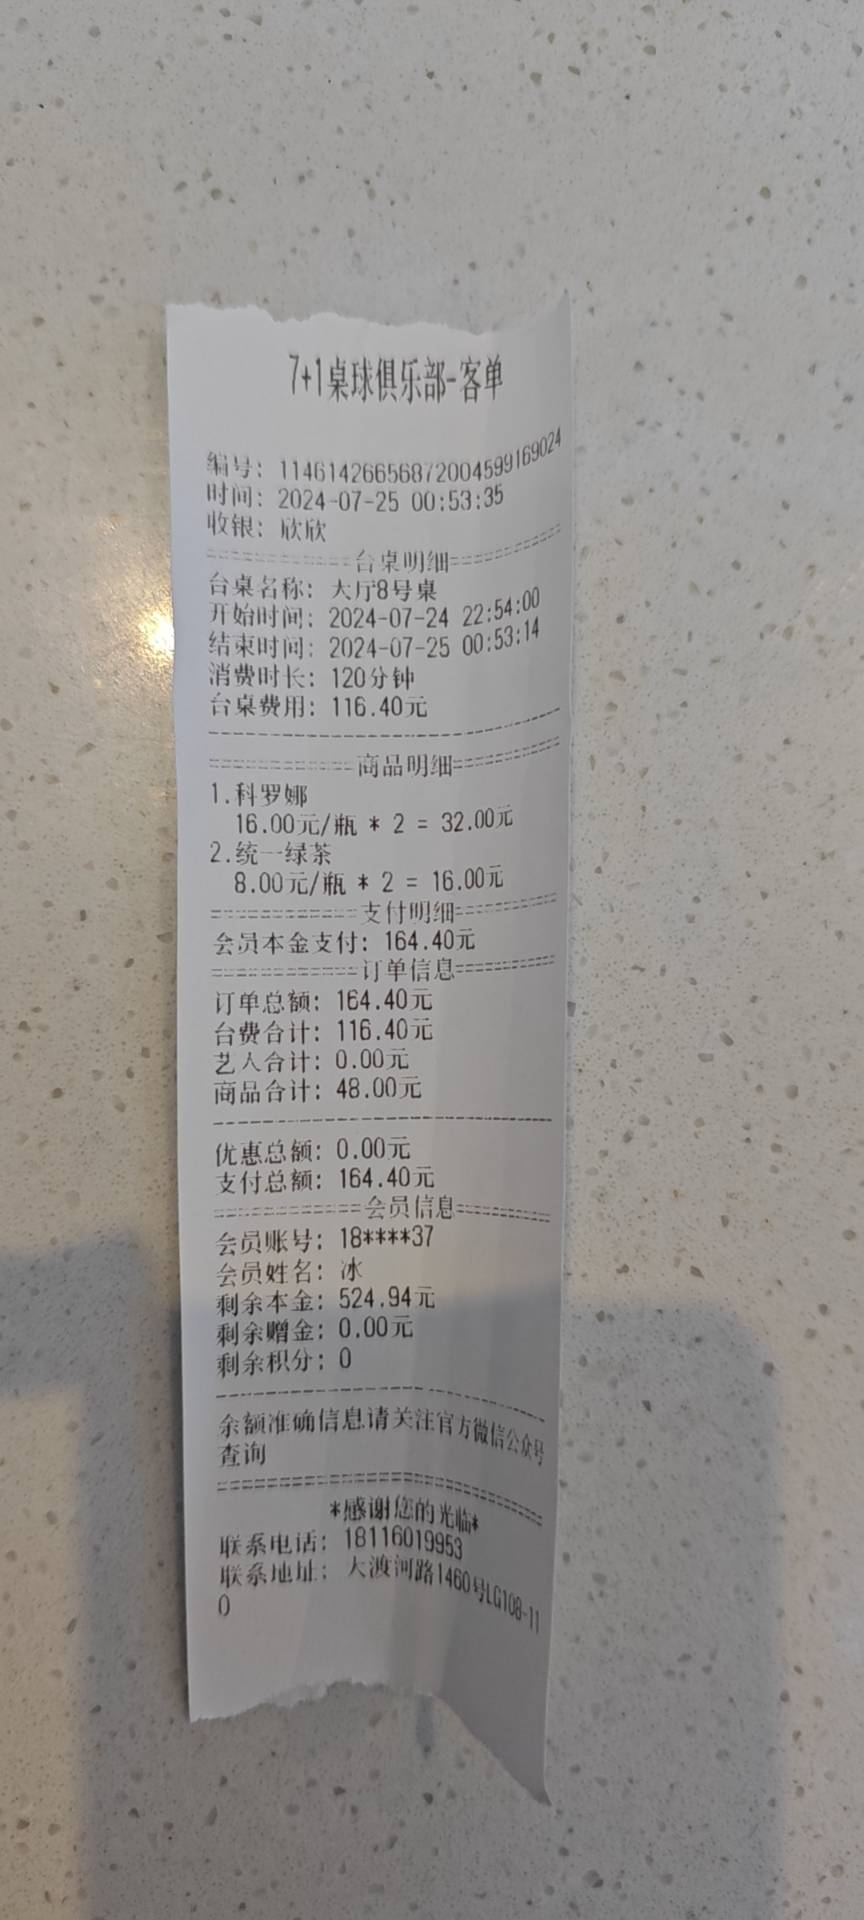 7+1桌球俱乐部-客单
编号: 11461426656872004599169024
时间: 2024-07-25 00:53:35
收银: 欣欣
============台桌明细==========
台桌名称: 大厅8号桌
开始时间: 2024-07-24 22:54:00
结束时间: 2024-07-25 00:53:14
消费时长: 120分钟
台桌费用: 116.40元
--------------------------------
============商品明细==========
1.科罗娜
16.00元/瓶 * 2 = 32.00元
2.统一绿茶
8.00元/瓶 * 2 = 16.00元
============支付明细==========
会员本金支付: 164.40元
============订单信息==========
订单总额: 164.40元
台费合计: 116.40元
艺人合计: 0.00元
商品合计: 48.00元
--------------------------------
优惠总额: 0.00元
支付总额: 164.40元
============会员信息==========
会员账号: 18****37
会员姓名: 冰
剩余本金: 524.94元
剩余赠金: 0.00元
剩余积分: 0
--------------------------------
余额准确信息请关注官方微信公众号
查询
================================
*感谢您的光临*
联系电话: 18116019953
联系地址: 大渡河路1460号LG108-11
0